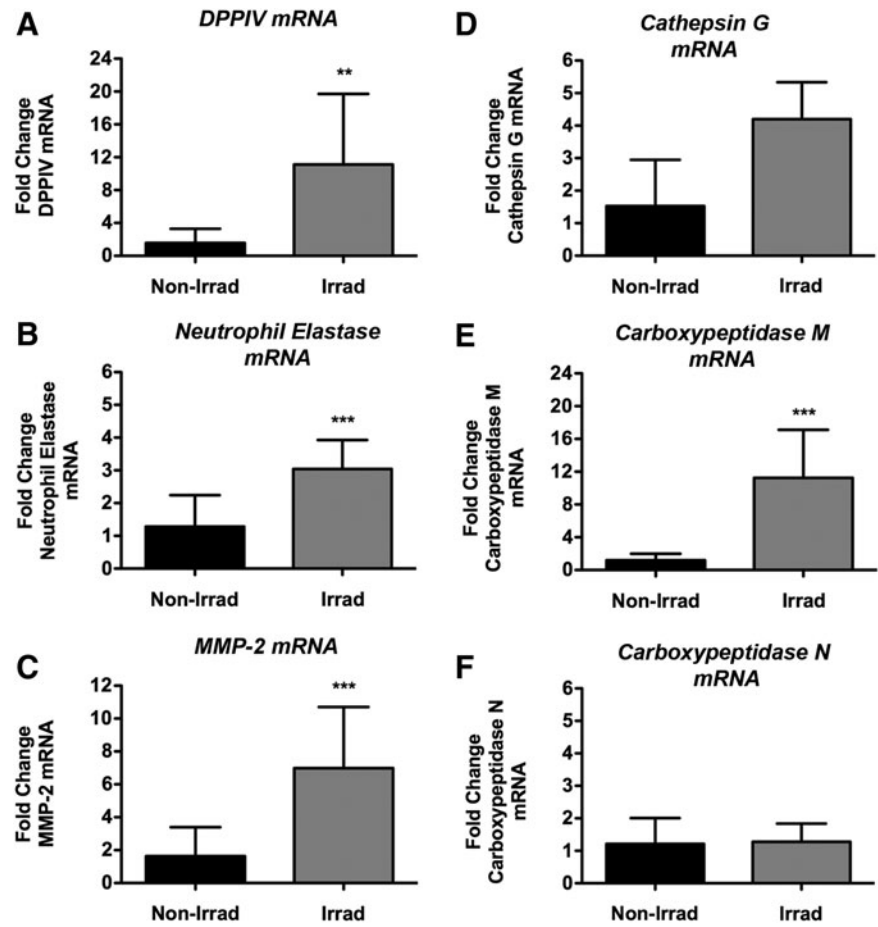 A
DPPIV mRNA
Fold Change
DPPIV mRNA
24
20
16
12
8
4
0
**
Non-Irrad
Irrad
B
Neutrophil Elastase
mRNA
Fold Change
Neutrophil Elastase
mRNA
6
5
4
3
2
1
0
***
Non-Irrad
Irrad
C
MMP-2 mRNA
Fold Change
MMP-2 mRNA
12
10
8
6
4
2
0
***
Non-Irrad
Irrad
D
Cathepsin G
mRNA
Fold Change
Cathepsin G mRNA
6
5
4
3
2
1
0
Non-Irrad
Irrad
E
Carboxypeptidase M
mRNA
Fold Change
Carboxypeptidase M
mRNA
24
20
16
12
8
4
0
***
Non-Irrad
Irrad
F
Carboxypeptidase N
mRNA
Fold Change
Carboxypeptidase N
mRNA
6
5
4
3
2
1
0
Non-Irrad
Irrad